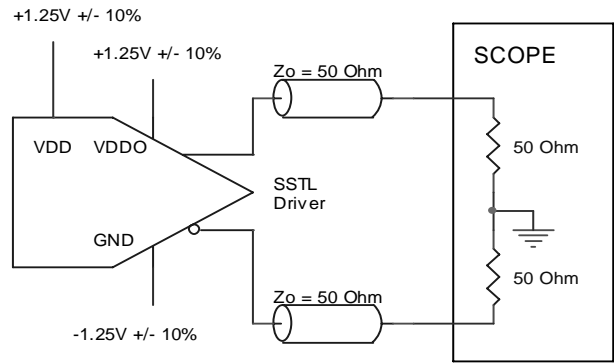 +1.25V +/- 10%
+1.25V +/- 10%
Zo = 50 Ohm
SCOPE
VDD
VDDO
50 Ohm
SSTL
Driver
GND
50 Ohm
Zo = 50 Ohm
-1.25V +/- 10%